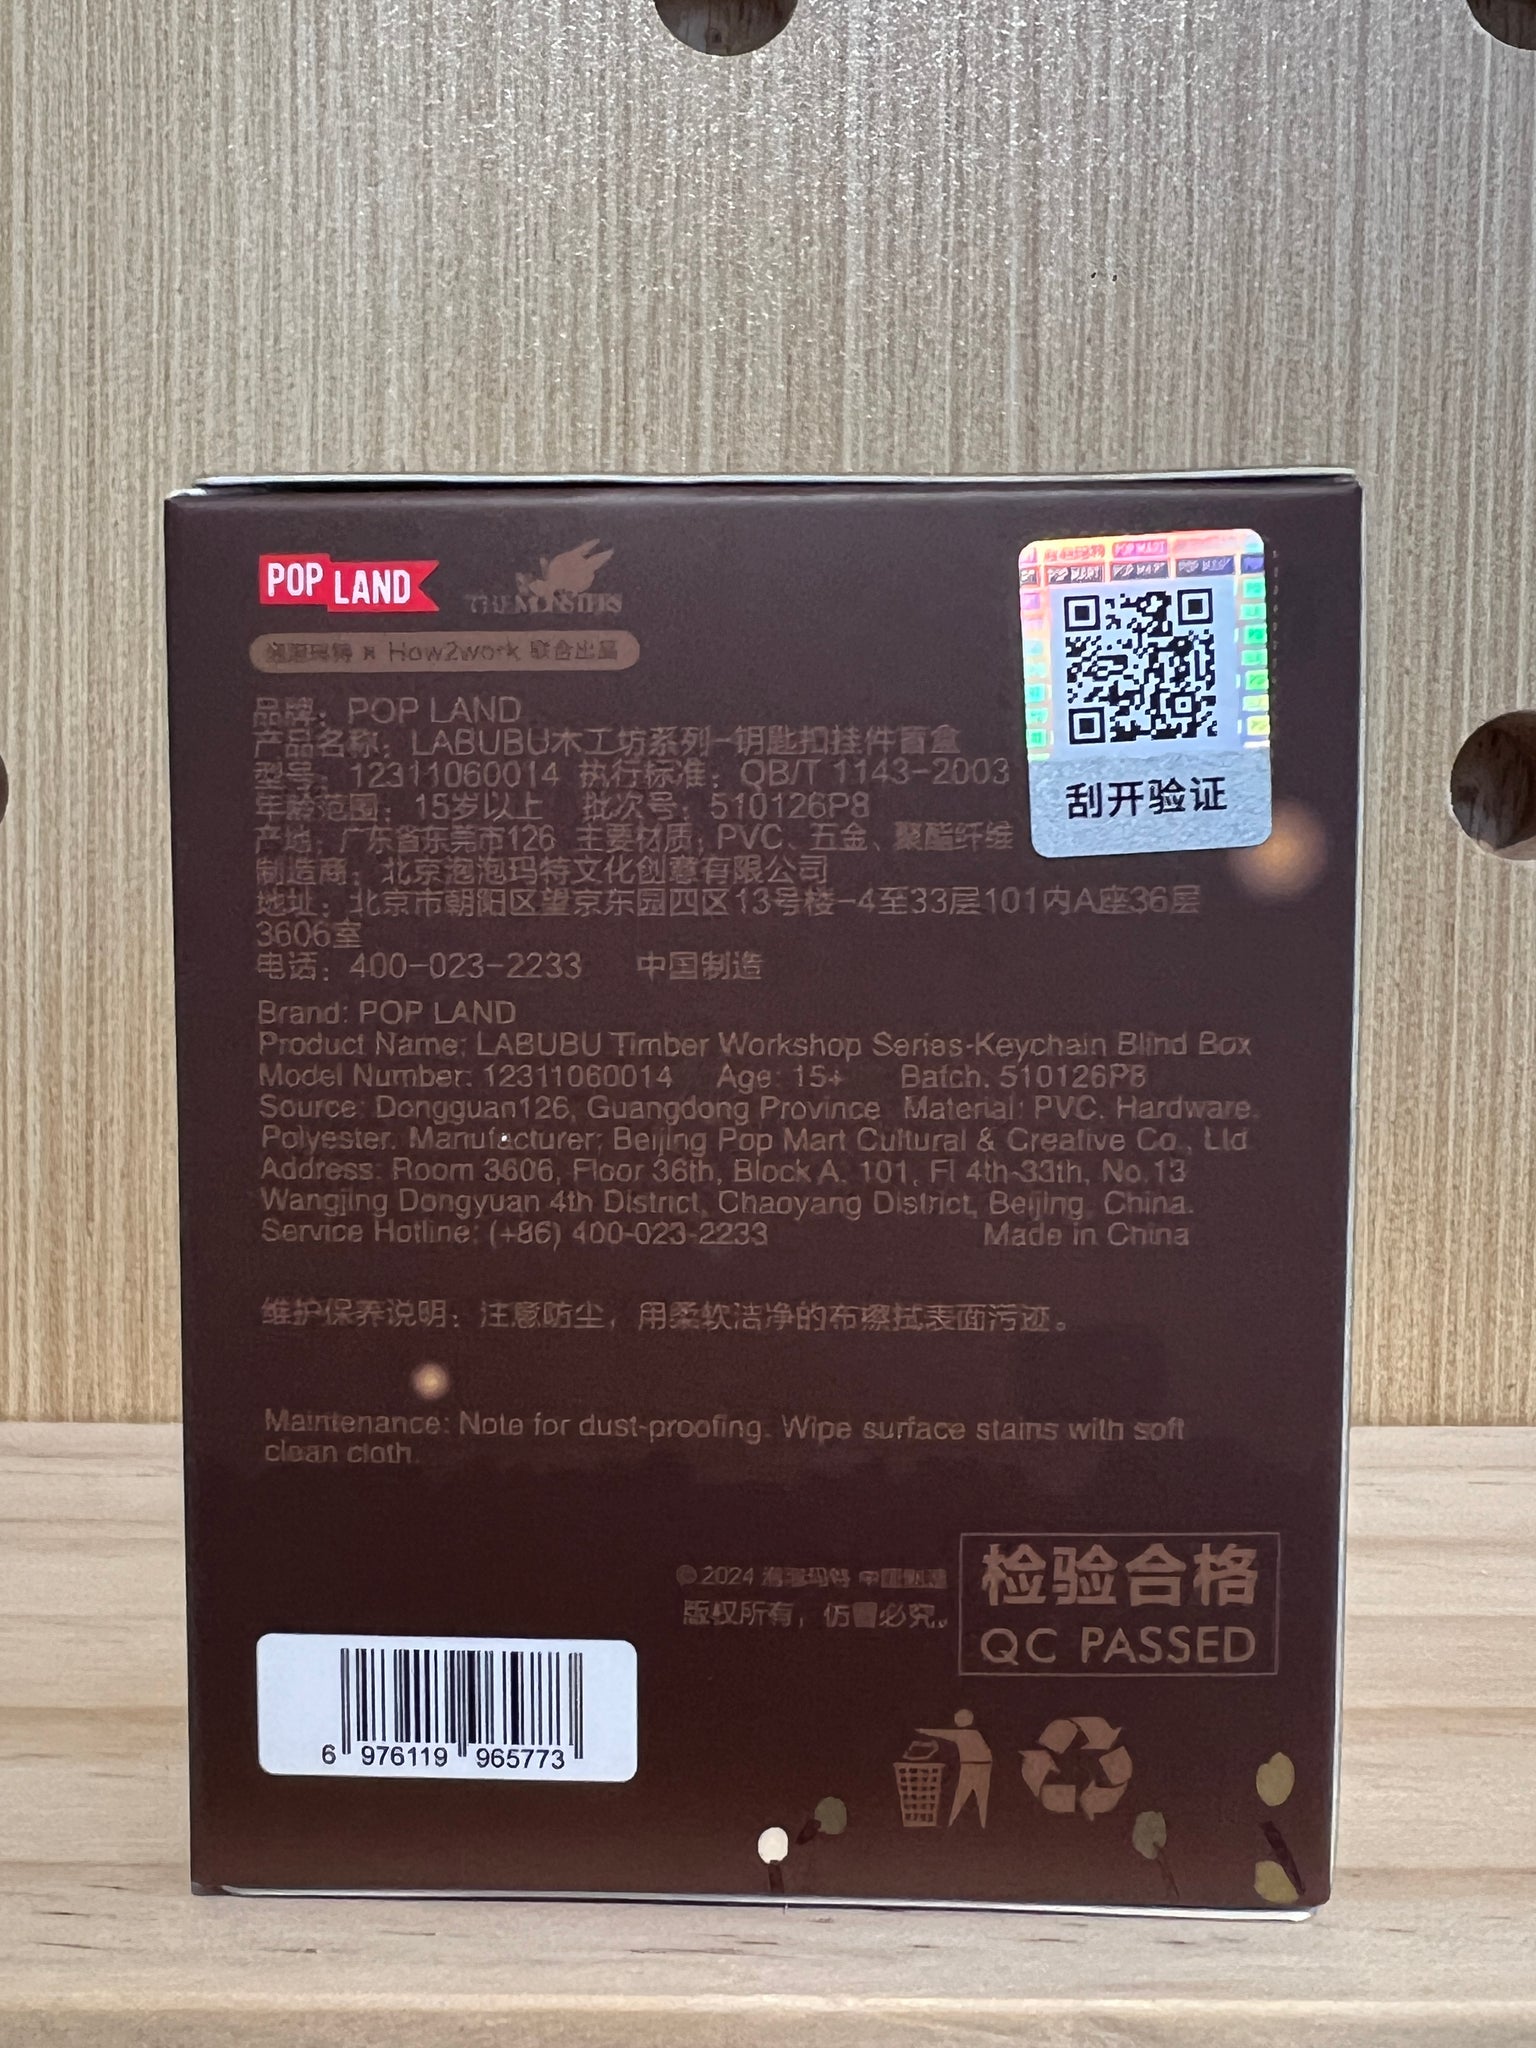 POP LAND
THE MONSTERS
泡泡玛特 × How2work 联合出品
POP MART
刮开验证
品牌：POP LAND
产品名称：LABUBU木工坊系列-钥匙扣挂件盲盒
型号：12311060014 执行标准：QB/T 1143-2003
年龄范围：15岁以上 批次号：510126P8
产地：广东省东莞市126 主要材质：PVC、五金、聚酯纤维
制造商：北京泡泡玛特文化创意有限公司
地址：北京市朝阳区望京东园四区13号楼-4至33层101内A座36层
3606室
电话：400-023-2233 中国制造
Brand: POP LAND
Product Name: LABUBU Timber Workshop Series-Keychain Blind Box
Model Number: 12311060014 Age: 15+ Batch: 510126P8
Source: Dongguan126, Guangdong Province Material: PVC, Hardware,
Polyester. Manufacturer: Beijing Pop Mart Cultural & Creative Co., Ltd
Address: Room 3606, Floor 36th, Block A, 101, Fl 4th-33th, No.13
Wangjing Dongyuan 4th District, Chaoyang District, Beijing, China.
Service Hotline: (+86) 400-023-2233 Made in China
维护保养说明：注意防尘，用柔软洁净的布擦拭表面污迹。
Maintenance: Note for dust-proofing. Wipe surface stains with soft
clean cloth.
© 2024 泡泡玛特 中国制造
版权所有，仿冒必究。
检验合格
QC PASSED
6 976119 965773